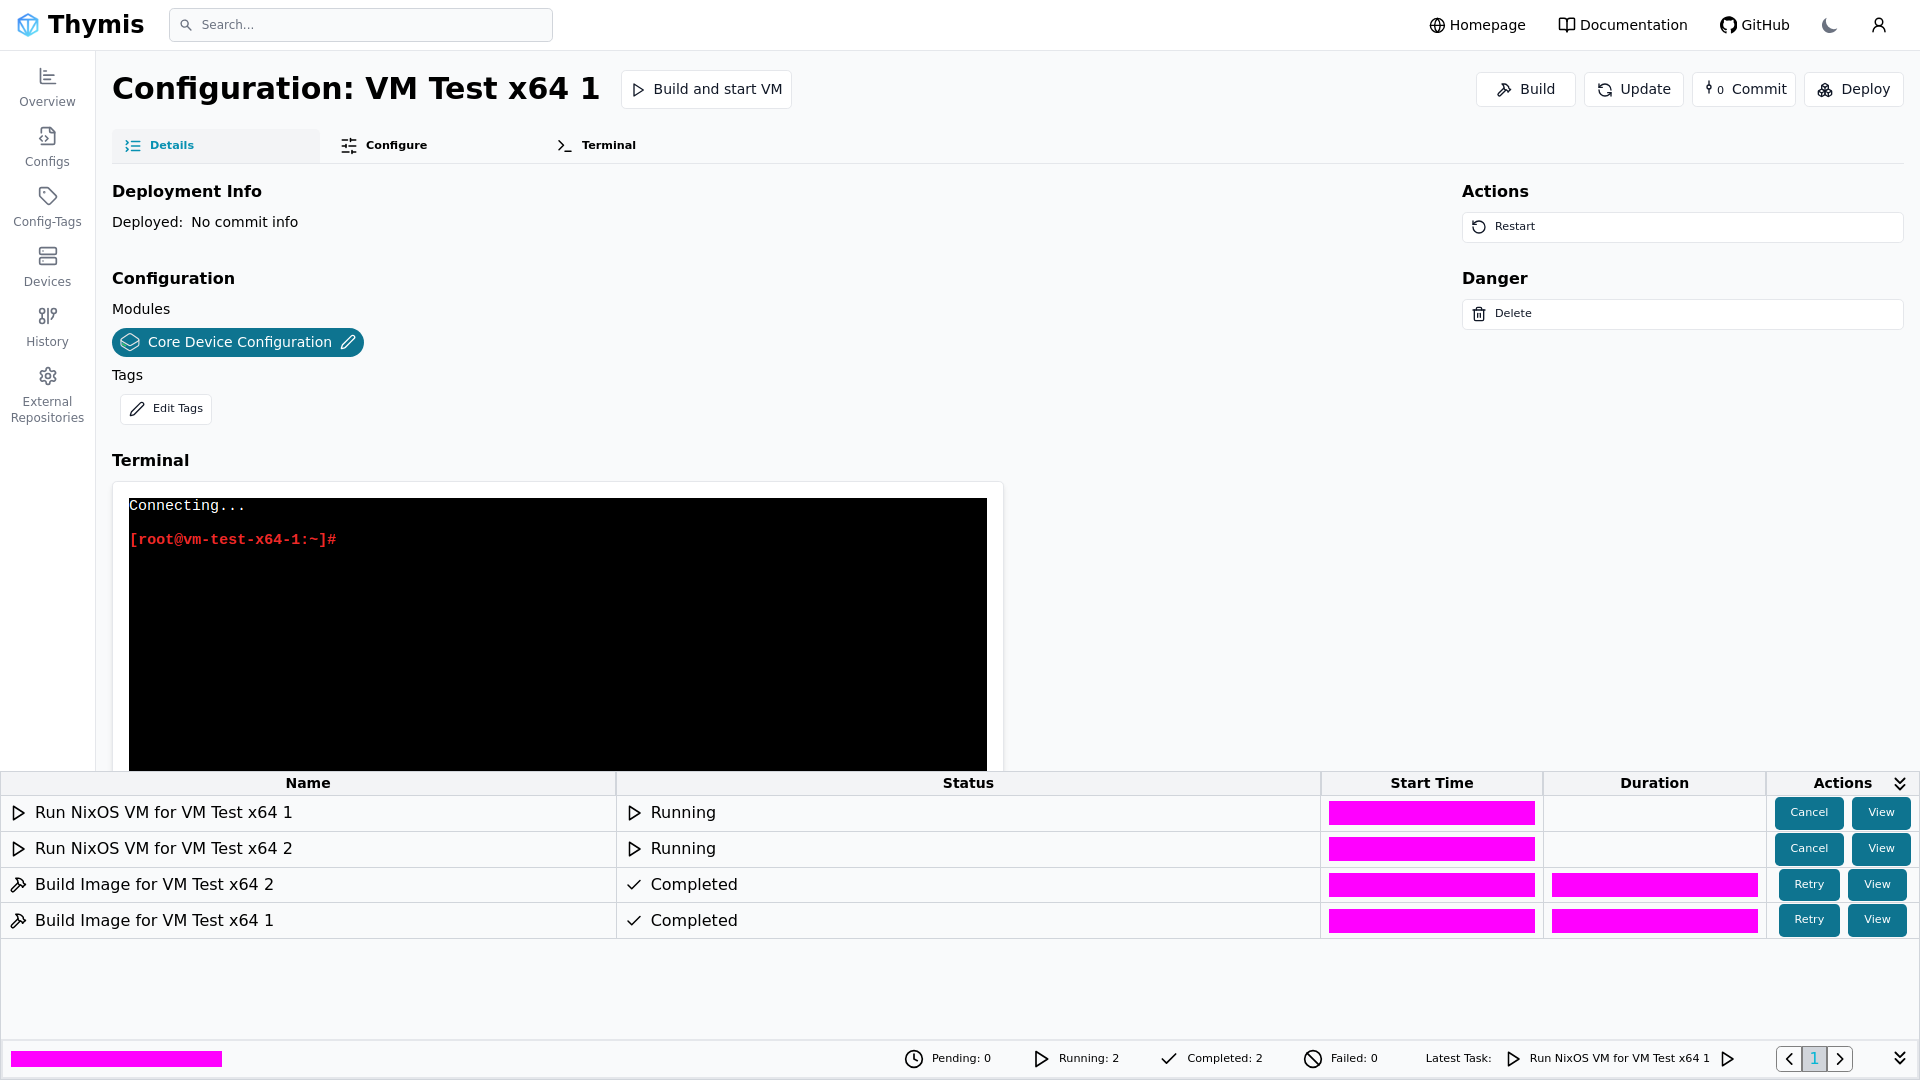 Thymis
Search...
Homepage
Documentation
GitHub
Overview
Configs
Config-Tags
Devices
History
External
Repositories
Configuration: VM Test x64 1
Build and start VM
Build
Update
0 Commit
Deploy
Details
Configure
Terminal
Deployment Info
Deployed: No commit info
Actions
Restart
Configuration
Danger
Modules
Delete
Core Device Configuration
Tags
Edit Tags
Terminal
Connecting...
[root@vm-test-x64-1:~]#
Name Status Start Time Duration Actions
Run NixOS VM for VM Test x64 1 Running Cancel View
Run NixOS VM for VM Test x64 2 Running Cancel View
Build Image for VM Test x64 2 Completed Retry View
Build Image for VM Test x64 1 Completed Retry View
Pending: 0 Running: 2 Completed: 2 Failed: 0 Latest Task: Run NixOS VM for VM Test x64 1 1